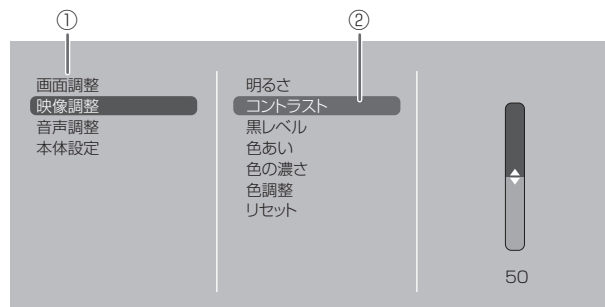 ① ②
画面調整
映像調整
音声調整
本体設定
明るさ
コントラスト
黒レベル
色あい
色の濃さ
色調整
リセット
50